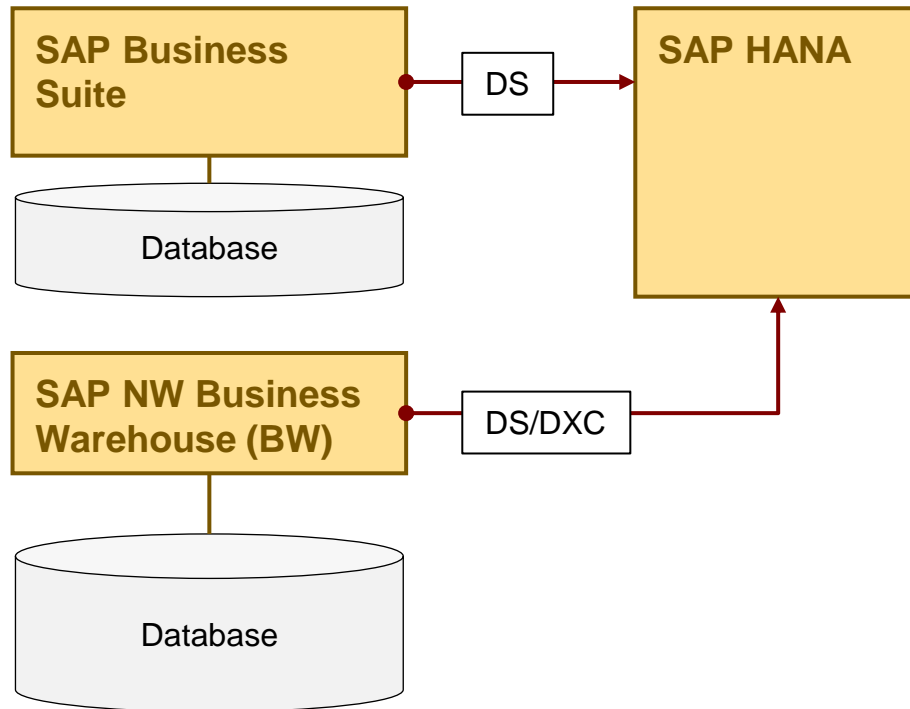 SAP Business
Suite
DS
SAP HANA
Database
SAP NW Business
Warehouse (BW)
DS/DXC
Database